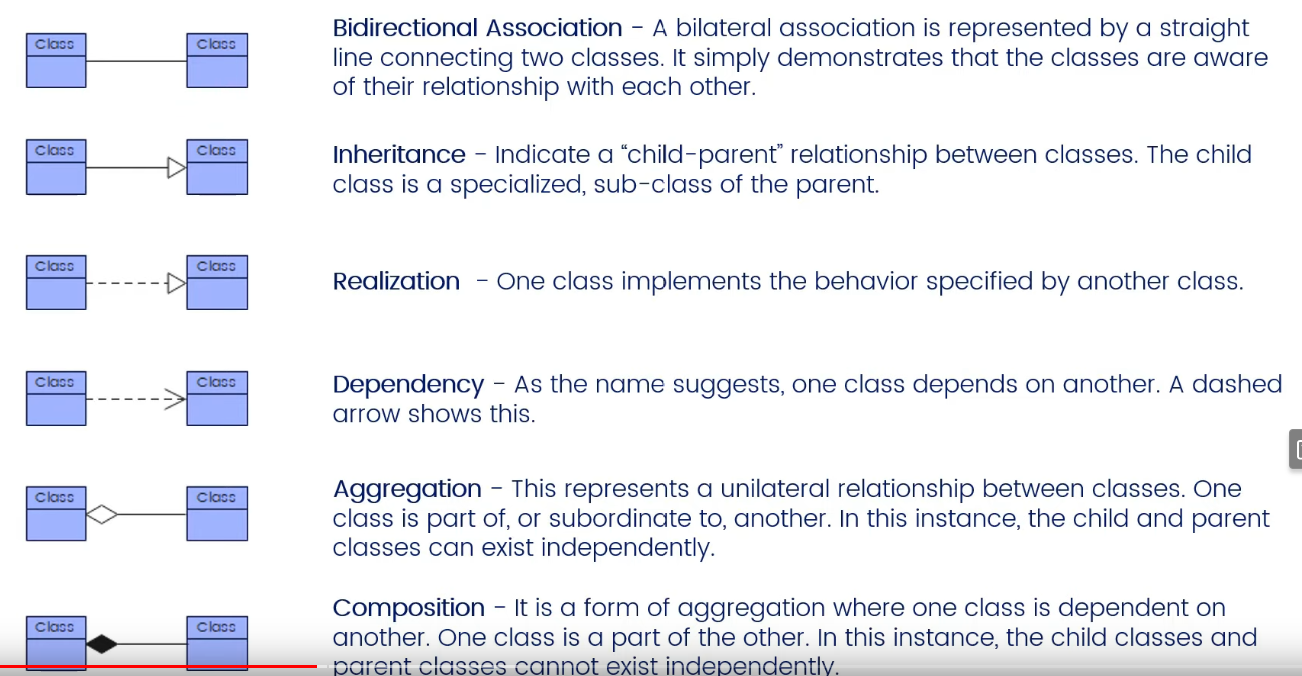 Class Class
Bidirectional Association - A bilateral association is represented by a straight
line connecting two classes. It simply demonstrates that the classes are aware
of their relationship with each other.
Class Class
Inheritance - Indicate a “child-parent” relationship between classes. The child
class is a specialized, sub-class of the parent.
Class Class
Realization - One class implements the behavior specified by another class.
Class Class
Dependency - As the name suggests, one class depends on another. A dashed
arrow shows this.
Class Class
Aggregation - This represents a unilateral relationship between classes. One
class is part of, or subordinate to, another. In this instance, the child and parent
classes can exist independently.
Class Class
Composition - It is a form of aggregation where one class is dependent on
another. One class is a part of the other. In this instance, the child classes and
parent classes cannot exist independently.